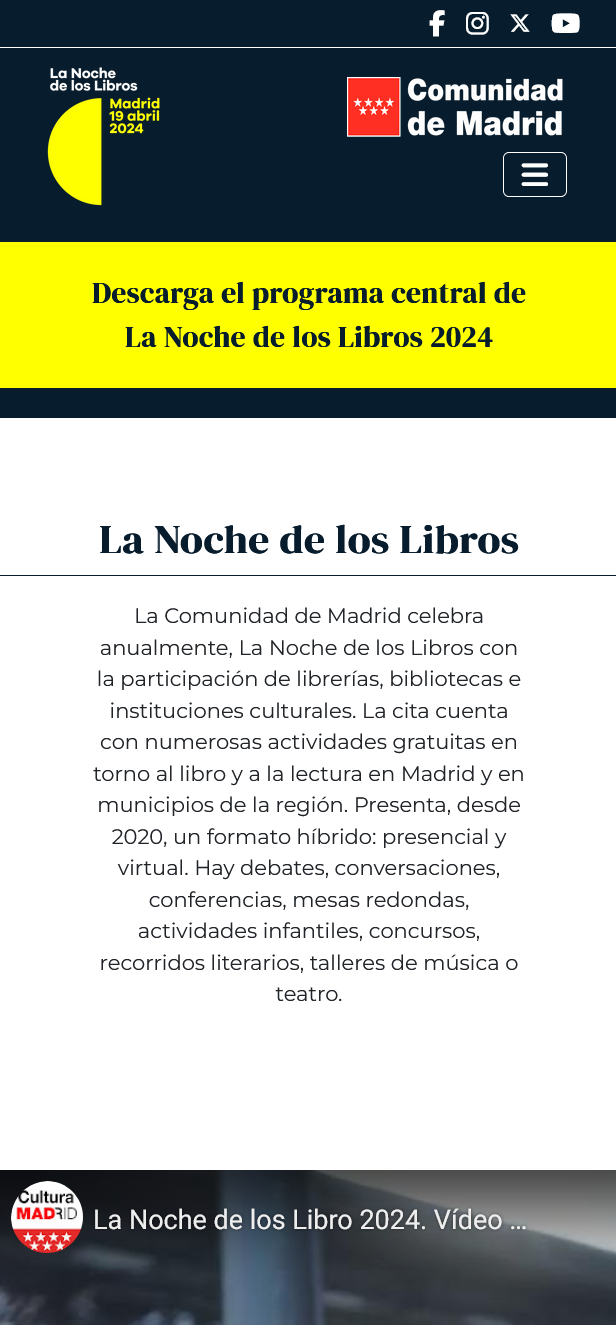 La Noche
de los Libros
Madrid
19 abril
2024
Comunidad
de Madrid
Descarga el programa central de
La Noche de los Libros 2024
La Noche de los Libros
La Comunidad de Madrid celebra
anualmente, La Noche de los Libros con
la participación de librerías, bibliotecas e
instituciones culturales. La cita cuenta
con numerosas actividades gratuitas en
torno al libro y a la lectura en Madrid y en
municipios de la región. Presenta, desde
2020, un formato híbrido: presencial y
virtual. Hay debates, conversaciones,
conferencias, mesas redondas,
actividades infantiles, concursos,
recorridos literarios, talleres de música o
teatro.
Cultura
MADRID
La Noche de los Libro 2024. Vídeo ...